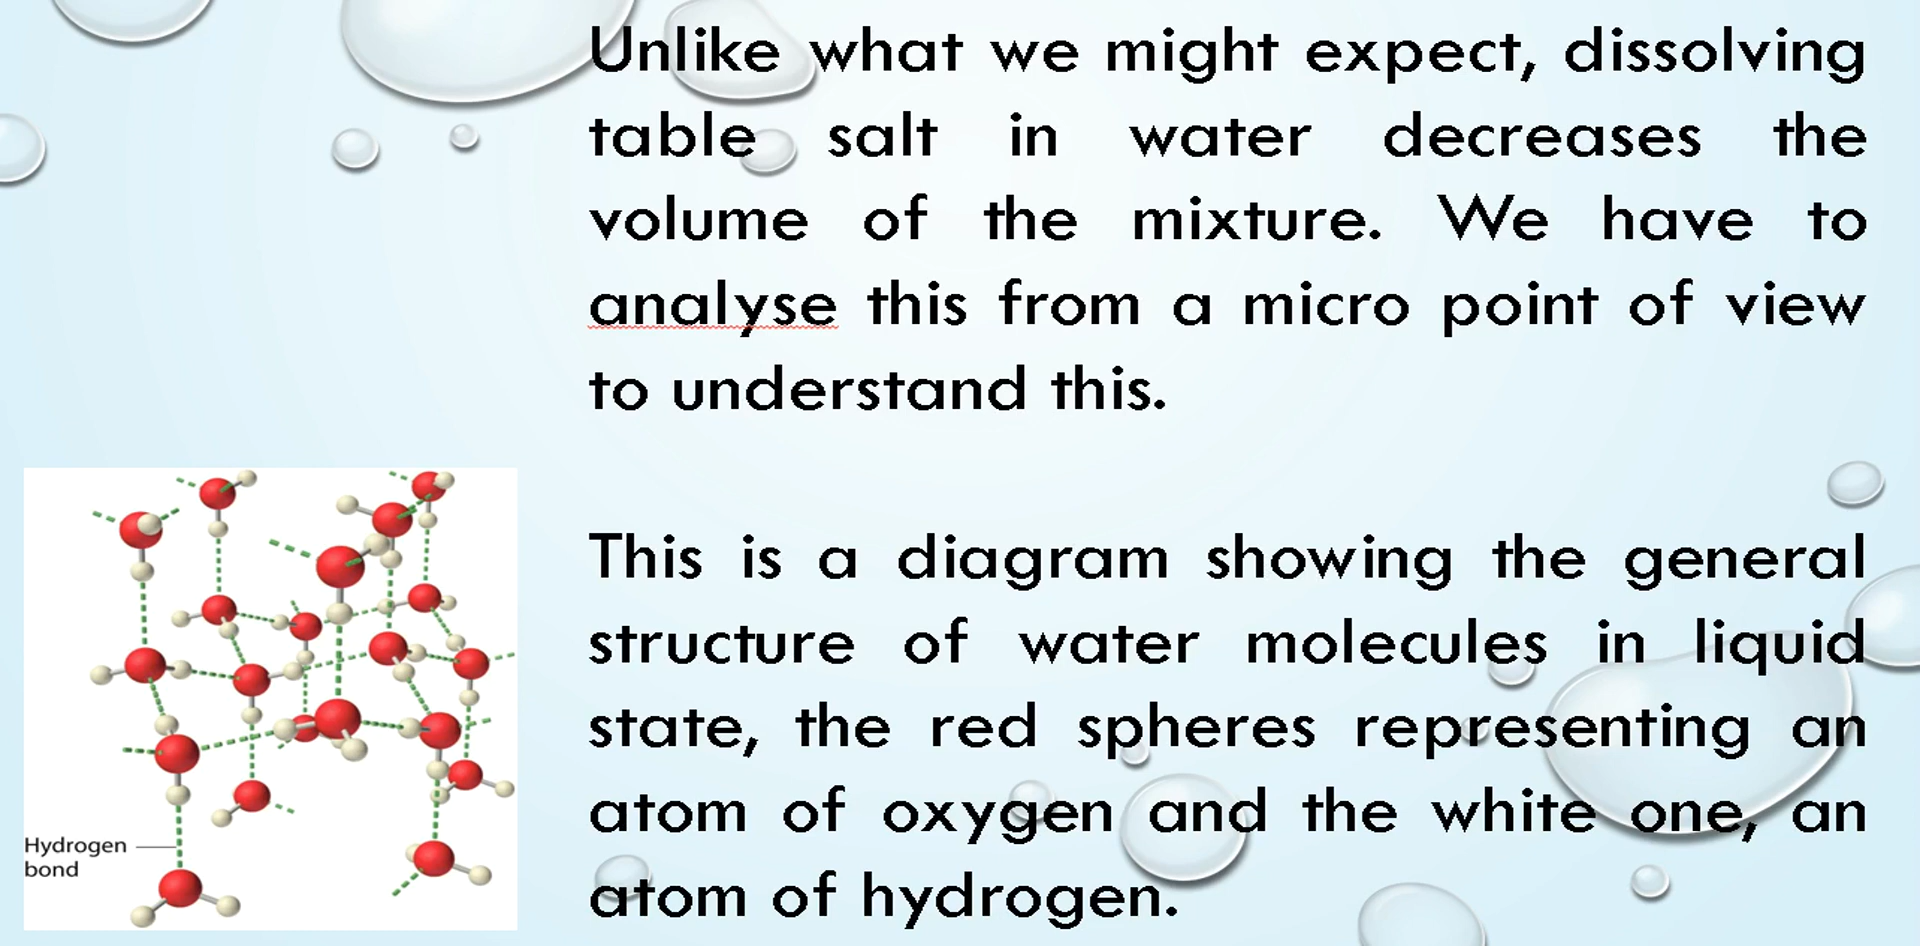 Unlike what we might expect, dissolving
table salt in water decreases the
volume of the mixture. We have to
analyse this from a micro point of view
to understand this.
This is a diagram showing the general
structure of water molecules in liquid
state, the red spheres representing an
atom of oxygen and the white one, an
atom of hydrogen.
Hydrogen
bond